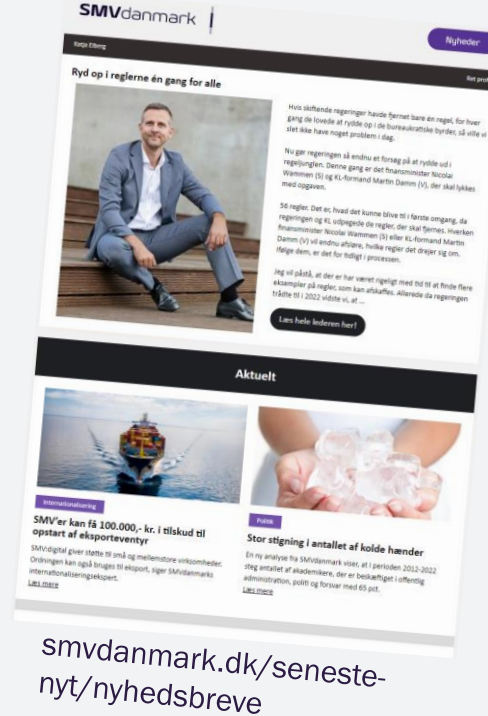 SMVdanmark
Nyheder
Katja Elberg
Ret prof
Ryd op i reglerne én gang for alle
Hvis skiftende regeringer havde fjernet bare én regel, for hver
gang de lovede at rydde op i de bureaukratiske byrder, så ville vi
slet ikke have noget problem i dag.
Nu gør regeringen så endnu et forsøg på at rydde ud i
regeljunglen. Denne gang er det finansminister Nicolai
Wammen (S) og KL-formand Martin Damm (V), der skal lykkes
med opgaven.
56 regler. Det er, hvad det kunne blive til i første omgang, da
regeringen og KL udpegede de regler, der skal fjernes. Hverken
finansminister Nicolai Wammen (S) eller KL-formand Martin
Damm (V) vil endnu afsløre, hvilke regler det drejer sig om.
Ifølge dem, er det for tidligt i processen.
Jeg vil påstå, at der er har været rigeligt med tid til at finde flere
eksempler på regler, som kan afskaffes. Allerede da regeringen
trådte til i 2022 vidste vi, at ...
Læs hele lederen her!
Aktuelt
Internationalisering
SMV'er kan få 100.000,- kr. i tilskud til
opstart af eksporteventyr
SMV:digital giver støtte til små og mellemstore virksomheder.
Ordningen kan også bruges til eksport, siger SMVdanmarks
internationaliseringsekspert.
Læs mere
Politik
Stor stigning i antallet af kolde hænder
En ny analyse fra SMVdanmark viser, at i perioden 2012-2022
steg antallet af akademikere, der er beskæftiget i offentlig
administration, politi og forsvar med 65 pct.
Læs mere
smvdanmark.dk/seneste-
nyt/nyhedsbreve